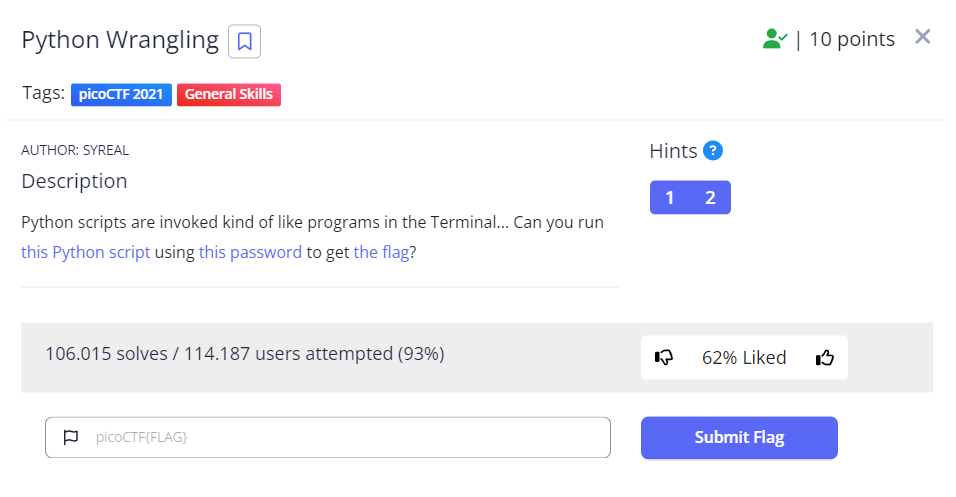 Python Wrangling
| 10 points
Tags: picoCTF 2021 General Skills
AUTHOR: SYREAL
Description
Python scripts are invoked kind of like programs in the Terminal... Can you run
this Python script using this password to get the flag?
Hints ?
1 2
106.015 solves / 114.187 users attempted (93%)
62% Liked
picoCTF{FLAG}
Submit Flag